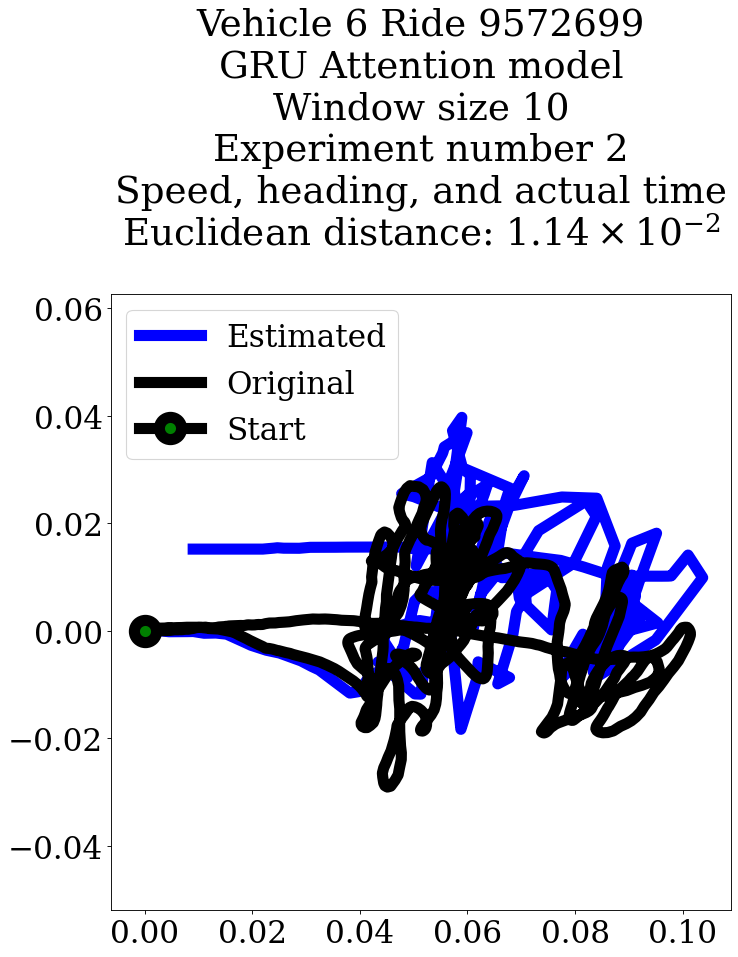 Vehicle 6 Ride 9572699
GRU Attention model
Window size 10
Experiment number 2
Speed, heading, and actual time
Euclidean distance: 1.14 × 10⁻²
0.06
0.04
0.02
0.00
−0.02
−0.04
Estimated
Original
Start
0.00 0.02 0.04 0.06 0.08 0.10